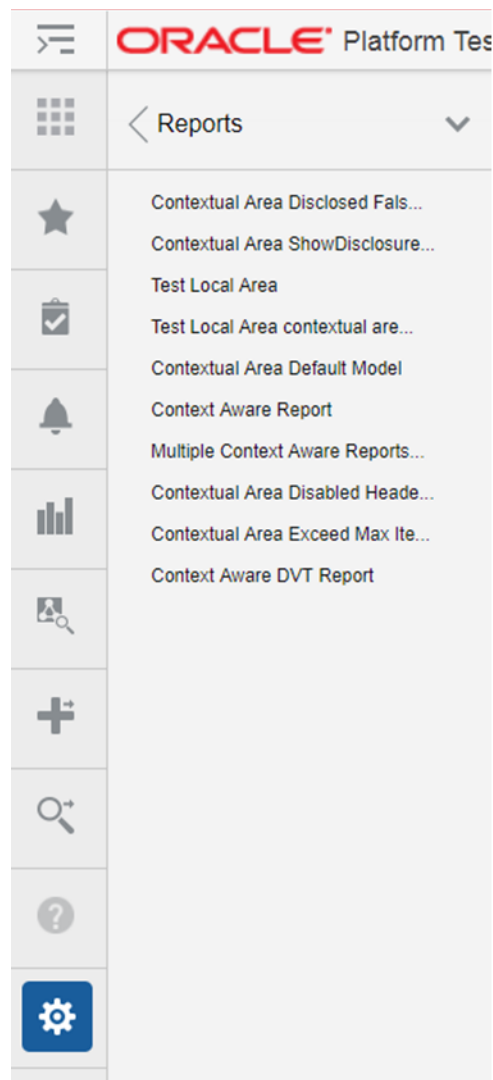 ORACLE Platform Tes
Reports
Contextual Area Disclosed Fals...
Contextual Area ShowDisclosure...
Test Local Area
Test Local Area contextual are...
Contextual Area Default Model
Context Aware Report
Multiple Context Aware Reports...
Contextual Area Disabled Heade...
Contextual Area Exceed Max Ite...
Context Aware DVT Report